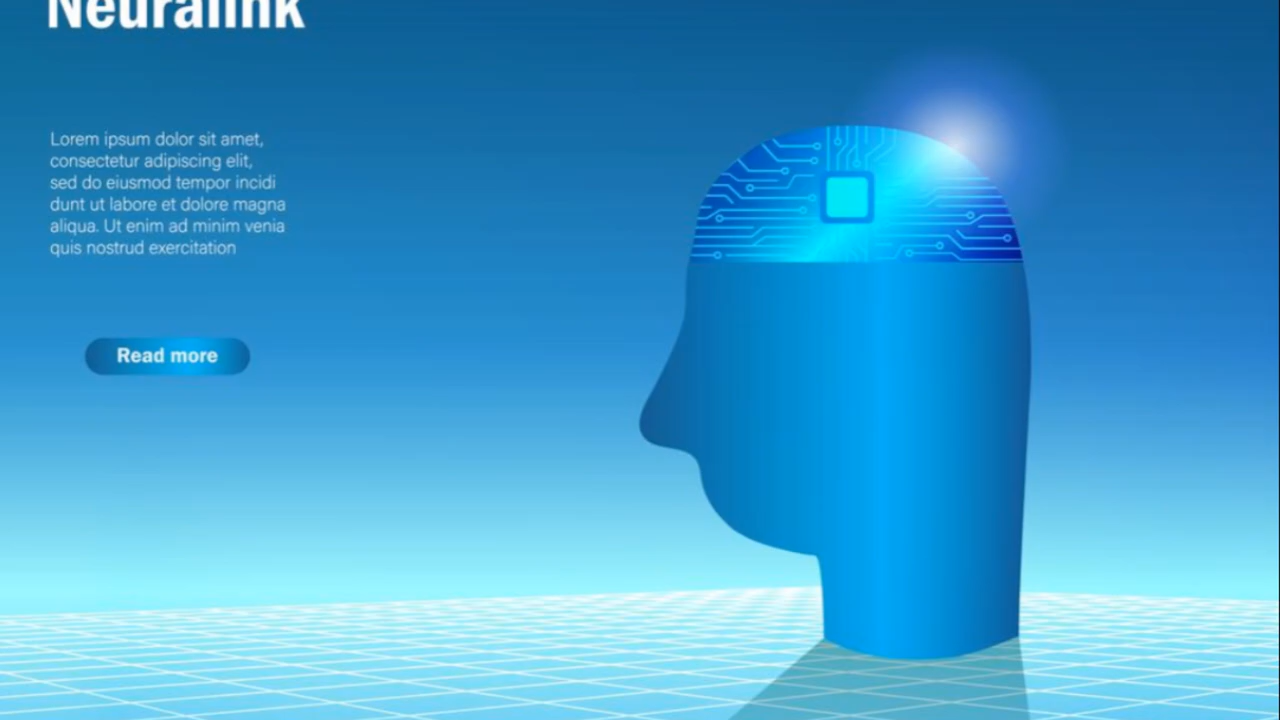 Neuralink
Lorem ipsum dolor sit amet,
consectetur adipiscing elit,
sed do eiusmod tempor incidi
dunt ut labore et dolore magna
aliqua. Ut enim ad minim venia
quis nostrud exercitation
Read more